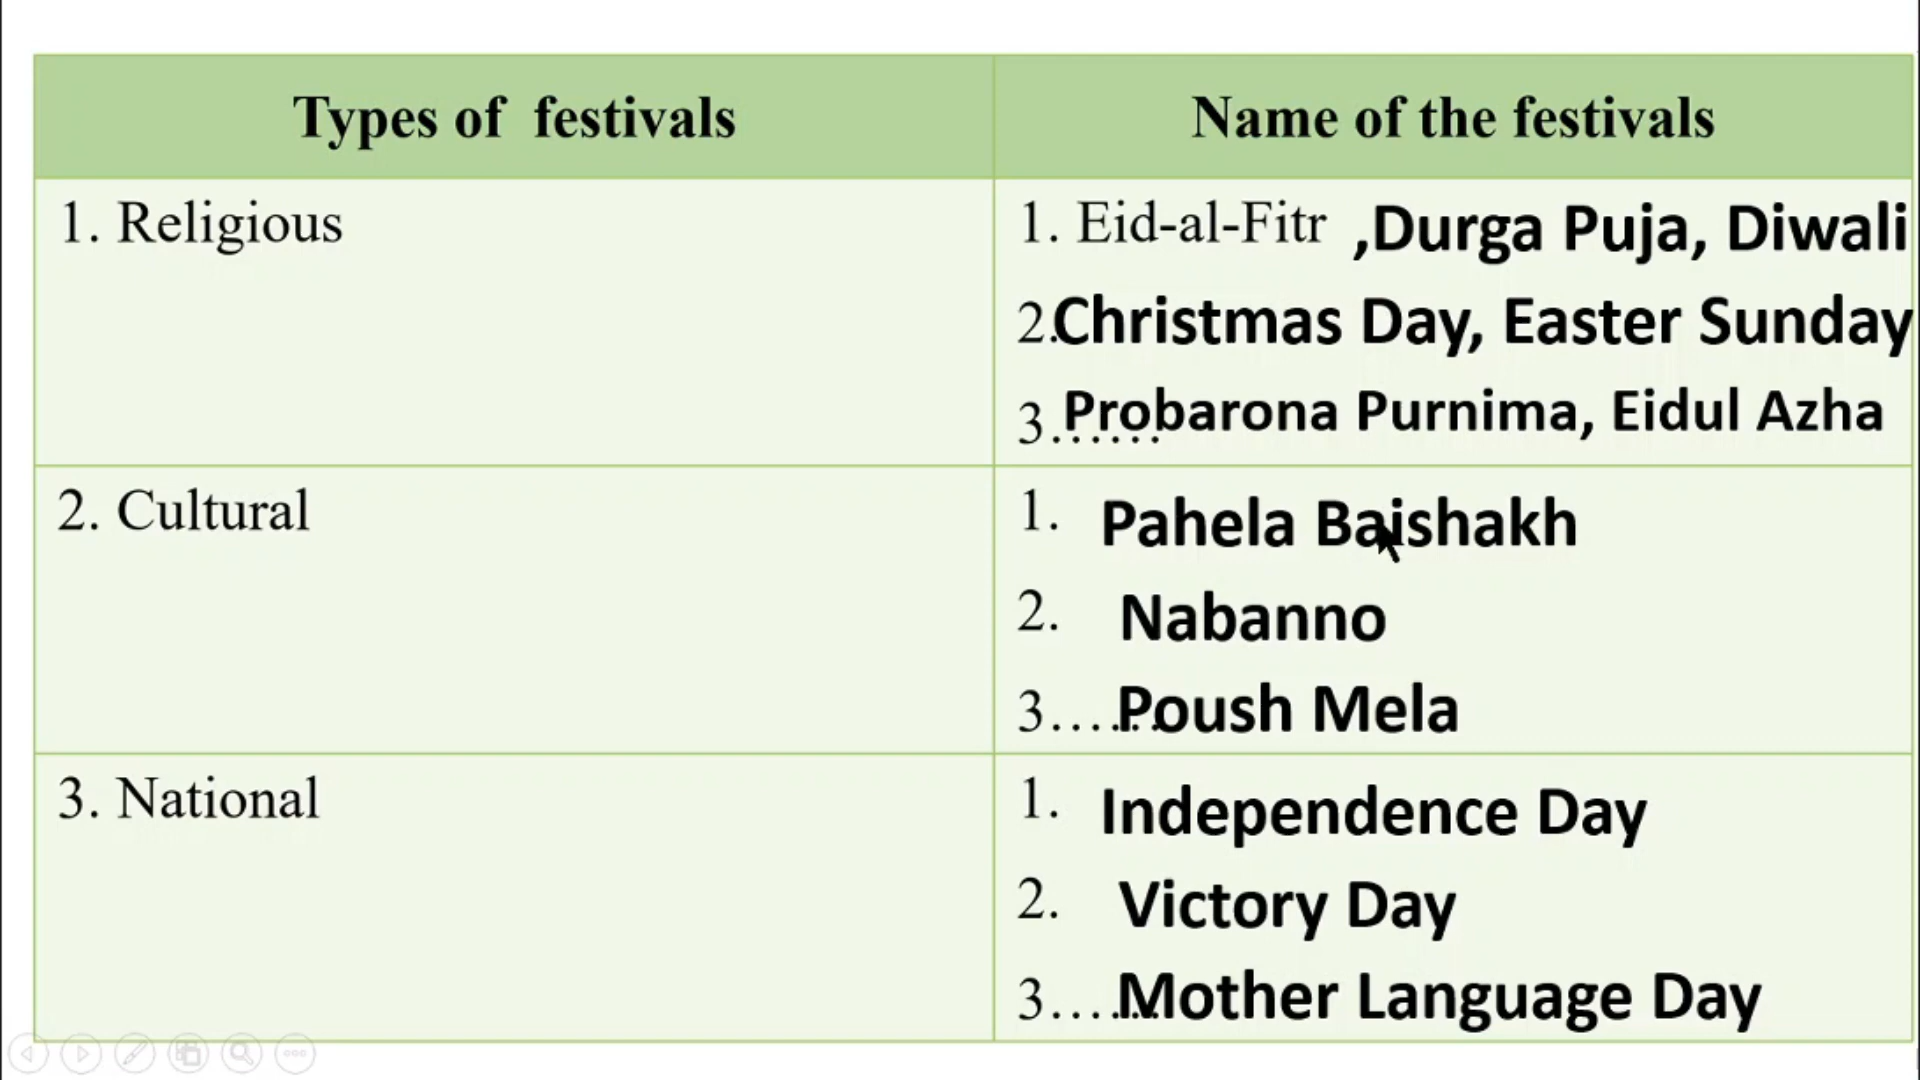 Types of festivals
Name of the festivals
1. Religious
1. Eid-al-Fitr ,Durga Puja, Diwali
2.Christmas Day, Easter Sunday
3……Probarona Purnima, Eidul Azha
2. Cultural
1. Pahela Baishakh
2. Nabanno
3……Poush Mela
3. National
1. Independence Day
2. Victory Day
3……Mother Language Day